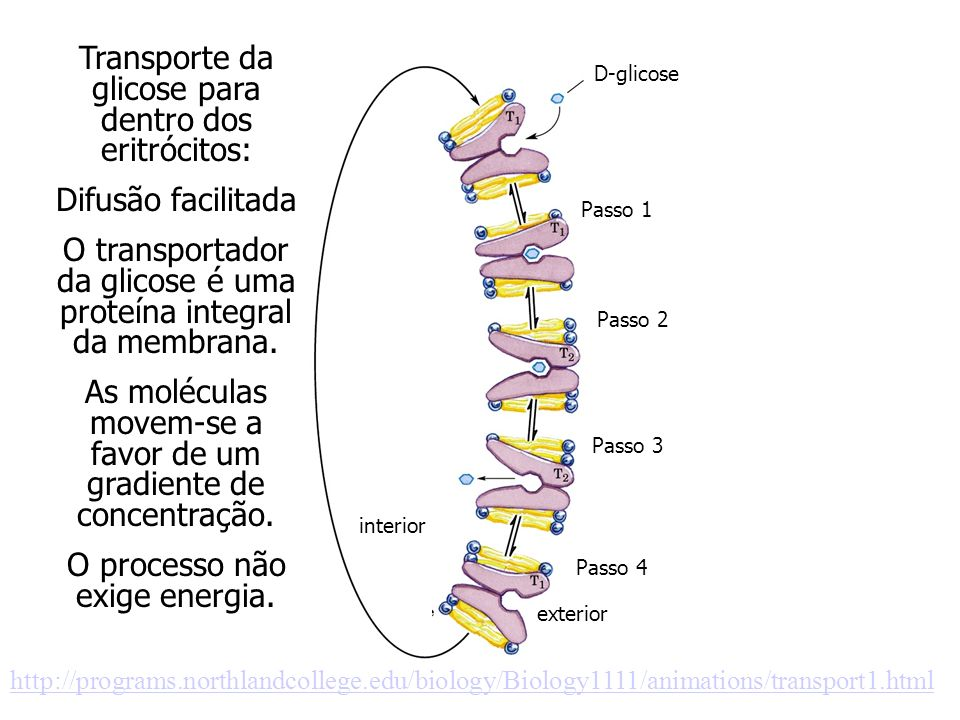 Transporte da
glicose para
dentro dos
eritrócitos:
Difusão facilitada
O transportador
da glicose é uma
proteína integral
da membrana.
As moléculas
movem-se a
favor de um
gradiente de
concentração.
O processo não
exige energia.
D-glicose
T1
Passo 1
T1
Passo 2
T2
Passo 3
T2
interior
Passo 4
T1
exterior
http://programs.northlandcollege.edu/biology/Biology1111/animations/transport1.html